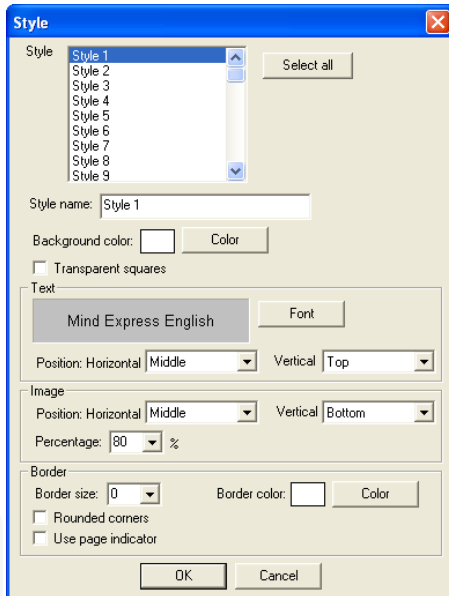 Style
Style
Style 1
Style 2
Style 3
Style 4
Style 5
Style 6
Style 7
Style 8
Style 9
Select all
Style name: Style 1
Background color: Color
Transparent squares
Text
Mind Express English Font
Position: Horizontal Middle Vertical Top
Image
Position: Horizontal Middle Vertical Bottom
Percentage: 80 %
Border
Border size: 0 Border color: Color
Rounded corners
Use page indicator
OK Cancel